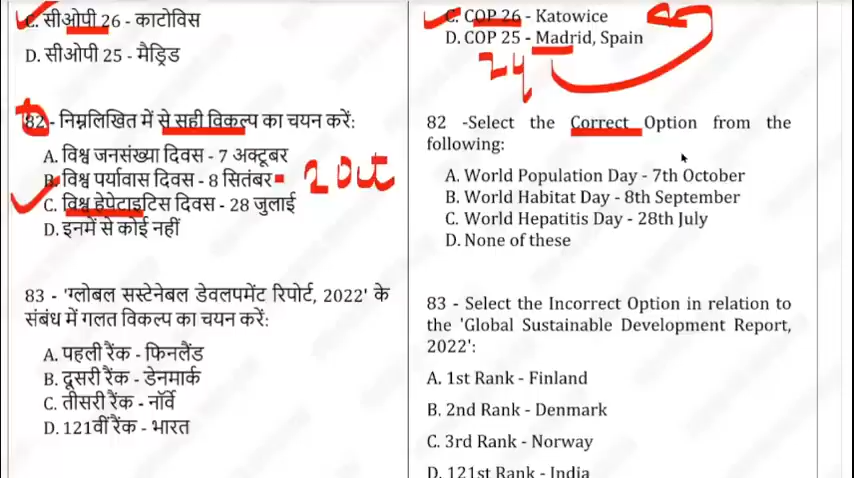 C. सीओपी 26 - काटोविस
D. सीओपी 25 - मैड्रिड
82 - निम्नलिखित में से सही विकल्प का चयन करें:
A. विश्व जनसंख्या दिवस - 7 अक्टूबर
B. विश्व पर्यावास दिवस - 8 सितंबर
2 Oct
C. विश्व हेपेटाइटिस दिवस - 28 जुलाई
D. इनमें से कोई नहीं
83 - 'ग्लोबल सस्टेनेबल डेवलपमेंट रिपोर्ट, 2022' के
संबंध में गलत विकल्प का चयन करें:
A. पहली रैंक - फिनलैंड
B. दूसरी रैंक - डेनमार्क
C. तीसरी रैंक - नॉर्वे
D. 121वीं रैंक - भारत
C. COP 26 - Katowice
D. COP 25 - Madrid, Spain
24
82 -Select the Correct Option from the
following:
A. World Population Day - 7th October
B. World Habitat Day - 8th September
C. World Hepatitis Day - 28th July
D. None of these
83 - Select the Incorrect Option in relation to
the 'Global Sustainable Development Report,
2022':
A. 1st Rank - Finland
B. 2nd Rank - Denmark
C. 3rd Rank - Norway
D. 121st Rank - India